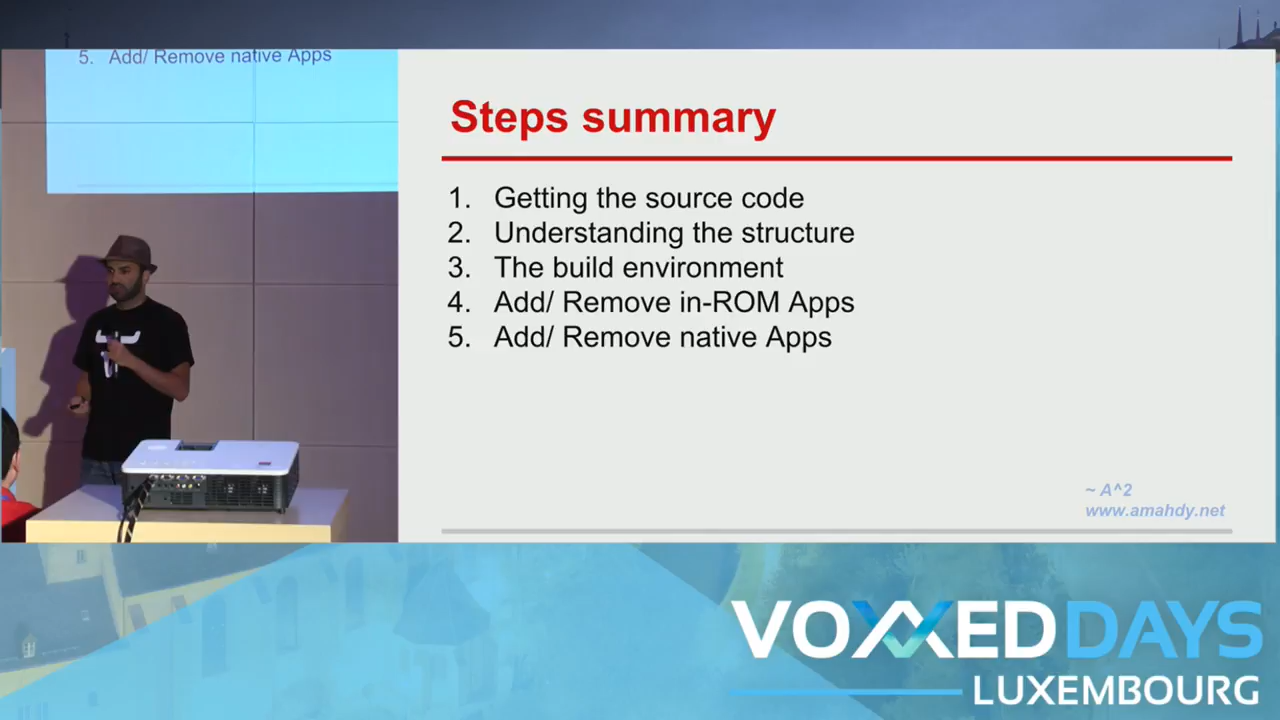 5. Add/ Remove native Apps
Steps summary
1. Getting the source code
2. Understanding the structure
3. The build environment
4. Add/ Remove in-ROM Apps
5. Add/ Remove native Apps
~ A^2
www.amahdy.net
VOXXED DAYS
LUXEMBOURG